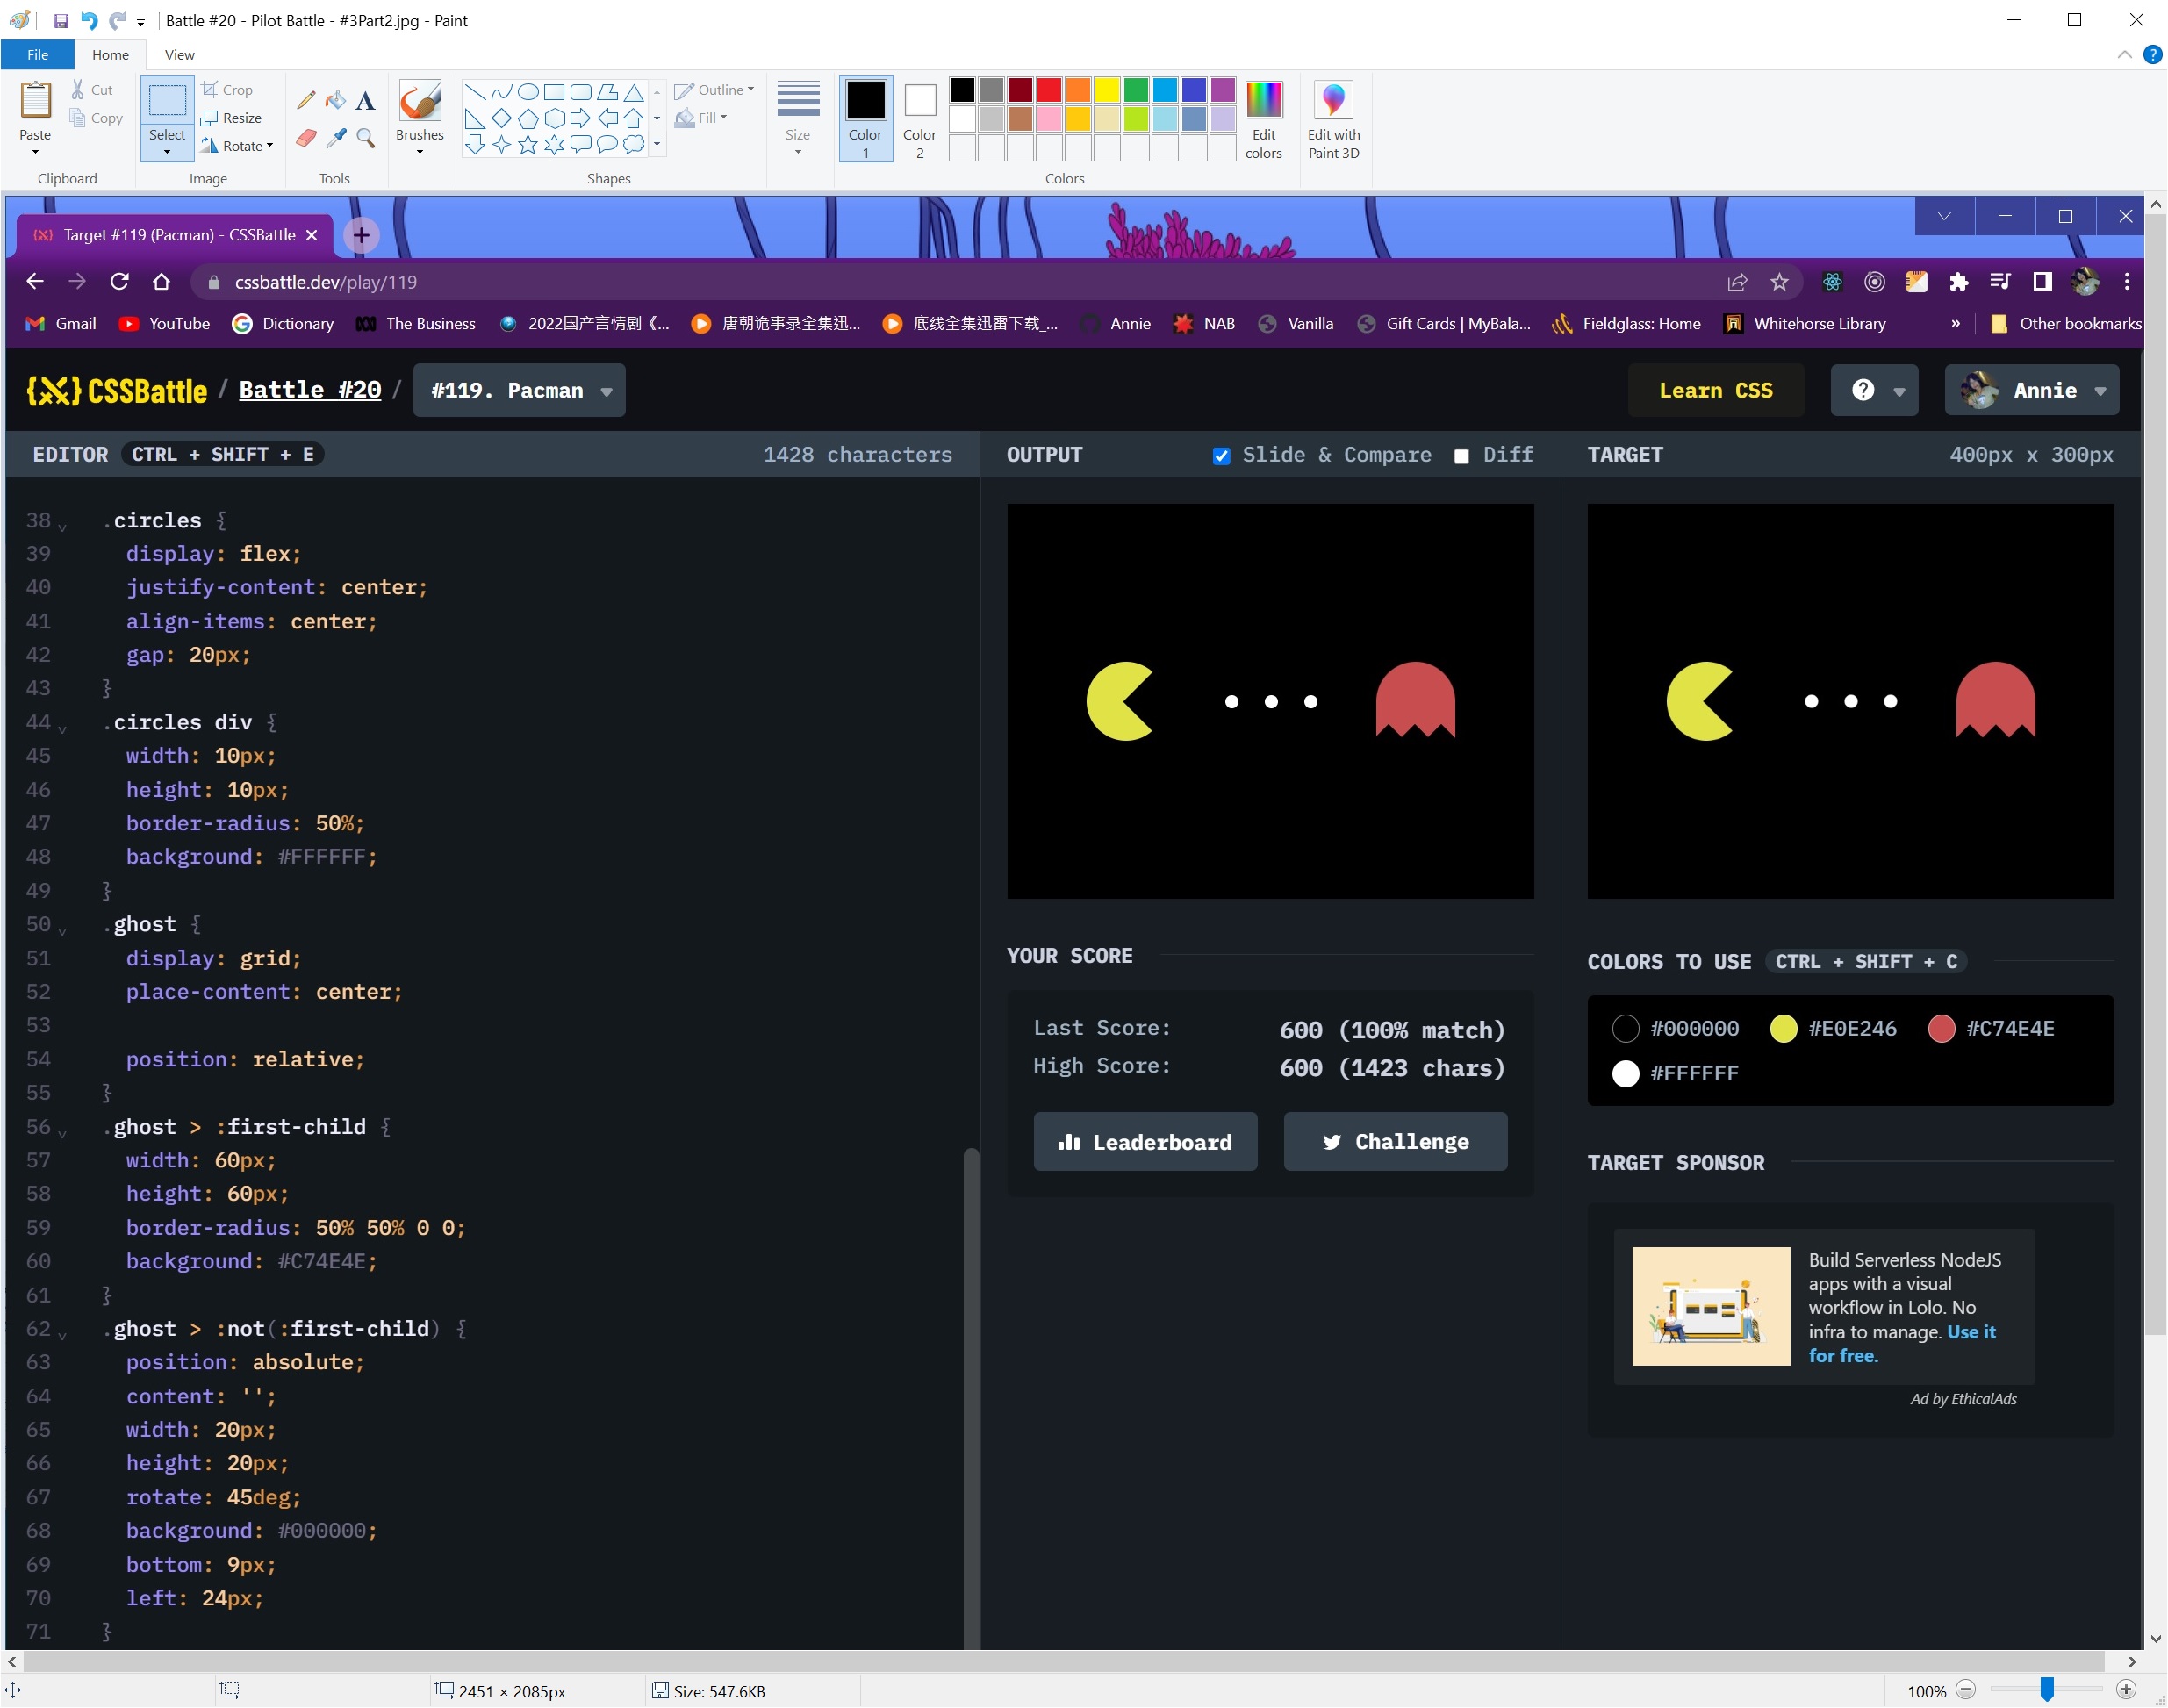 Battle #20 - Pilot Battle - #3Part2.jpg - Paint
File Home View
Paste
Cut
Copy
Clipboard
Select
Crop
Resize
Rotate
Image
Tools
Brushes
Shapes
Outline
Fill
Size
Color 1
Color 2
Colors
Edit colors
Edit with Paint 3D
Target #119 (Pacman) - CSSBattle
cssbattle.dev/play/119
Gmail YouTube Dictionary The Business 2022国产言情剧《... 唐朝诡事录全集迅... 底线全集迅雷下载_... Annie NAB Vanilla Gift Cards | MyBala... Fieldglass: Home Whitehorse Library » Other bookmarks
CSSBattle / Battle #20 / #119. Pacman Learn CSS Annie
EDITOR CTRL + SHIFT + E 1428 characters
38 .circles {
39 display: flex;
40 justify-content: center;
41 align-items: center;
42 gap: 20px;
43 }
44 .circles div {
45 width: 10px;
46 height: 10px;
47 border-radius: 50%;
48 background: #FFFFFF;
49 }
50 .ghost {
51 display: grid;
52 place-content: center;
53
54 position: relative;
55 }
56 .ghost > :first-child {
57 width: 60px;
58 height: 60px;
59 border-radius: 50% 50% 0 0;
60 background: #C74E4E;
61 }
62 .ghost > :not(:first-child) {
63 position: absolute;
64 content: '';
65 width: 20px;
66 height: 20px;
67 rotate: 45deg;
68 background: #000000;
69 bottom: 9px;
70 left: 24px;
71 }
OUTPUT Slide & Compare Diff
YOUR SCORE
Last Score: 600 (100% match)
High Score: 600 (1423 chars)
Leaderboard Challenge
TARGET 400px x 300px
COLORS TO USE CTRL + SHIFT + C
#000000 #E0E246 #C74E4E
#FFFFFF
TARGET SPONSOR
Build Serverless NodeJS
apps with a visual
workflow in Lolo. No
infra to manage. Use it
for free.
Ad by EthicalAds
2451 × 2085px Size: 547.6KB 100%